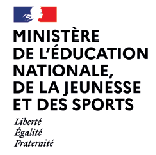 MINISTÈRE
DE L'ÉDUCATION
NATIONALE,
DE LA JEUNESSE
ET DES SPORTS
Liberté
Égalité
Fraternité